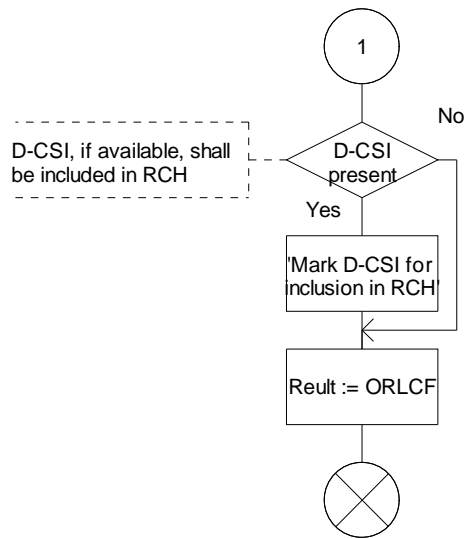 1
No
D-CSI, if available, shall
be included in RCH
D-CSI
present
Yes
'Mark D-CSI for
inclusion in RCH'
Reult := ORLCF